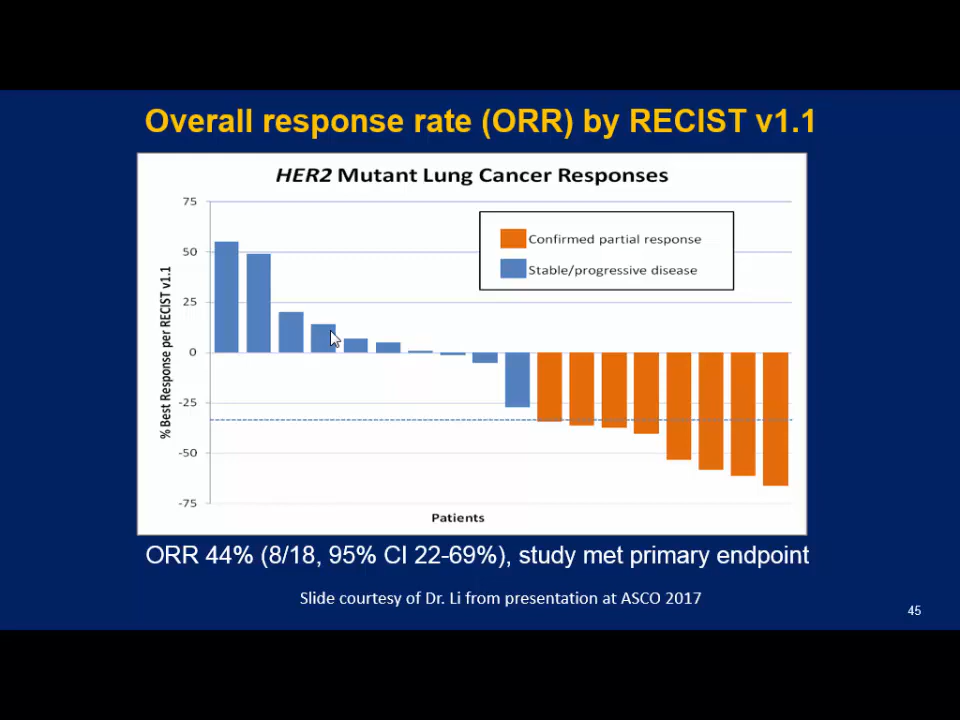 Overall response rate (ORR) by RECIST v1.1
HER2 Mutant Lung Cancer Responses
75
50
25
0
-25
-50
-75
% Best Response per RECIST v1.1
Confirmed partial response
Stable/progressive disease
Patients
ORR 44% (8/18, 95% CI 22-69%), study met primary endpoint
Slide courtesy of Dr. Li from presentation at ASCO 2017
45